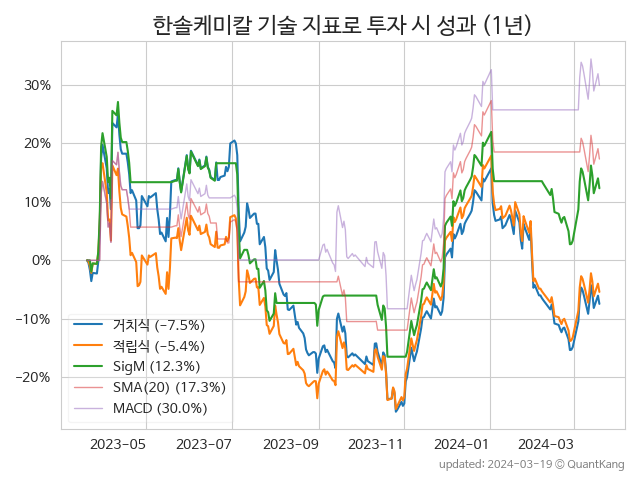 한솔케미칼 기술 지표로 투자 시 성과 (1년)
30%
20%
10%
0%
−10%
−20%
거치식 (−7.5%)
적립식 (−5.4%)
SigM (12.3%)
SMA(20) (17.3%)
MACD (30.0%)
2023-05
2023-07
2023-09
2023-11
2024-01
2024-03
updated: 2024-03-19 © QuantKang